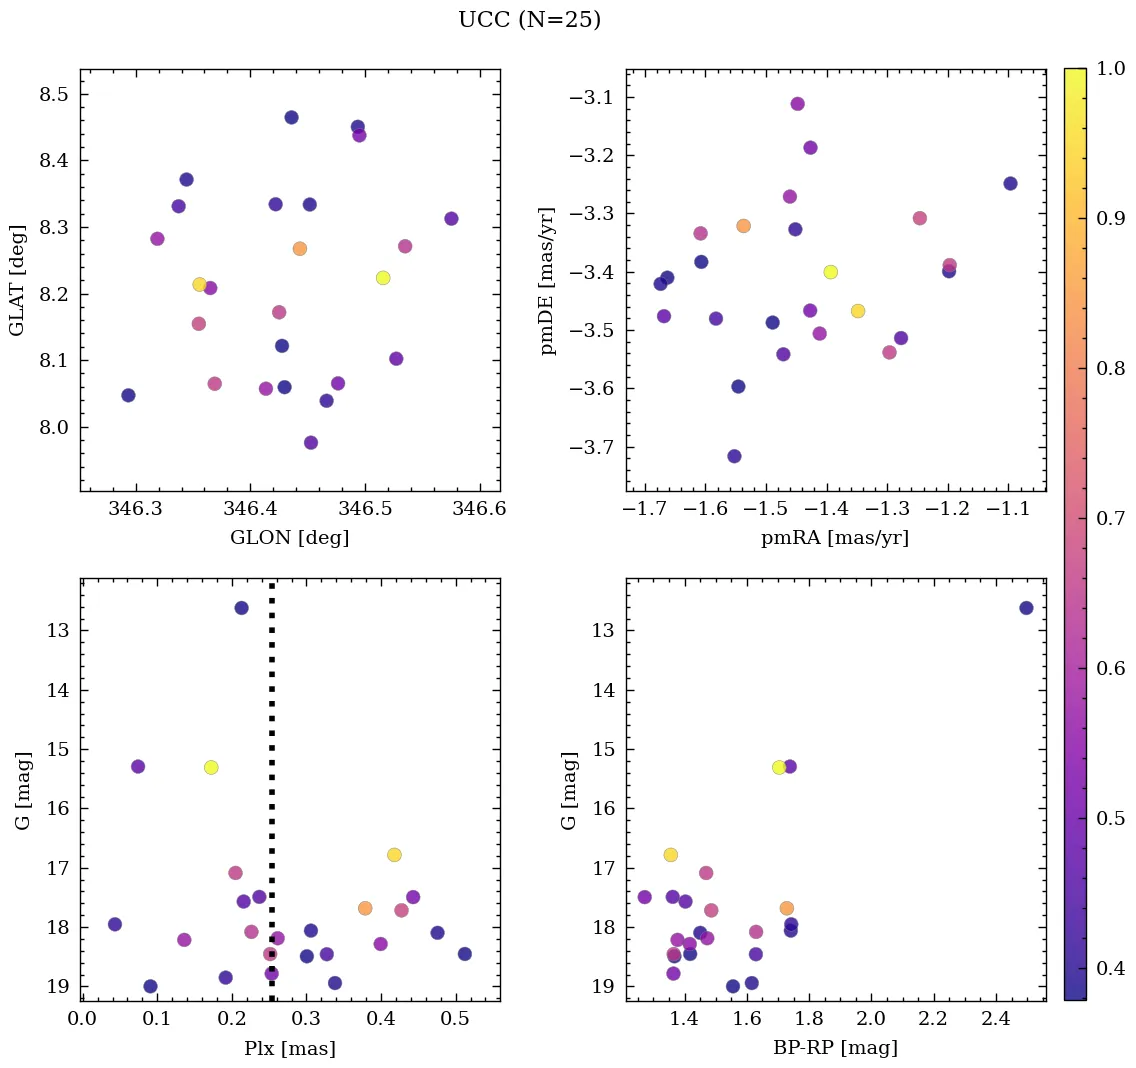 UCC (N=25)
8.5
8.4
8.3
8.2
8.1
8.0
GLAT [deg]
346.3 346.4 346.5 346.6
GLON [deg]
−3.1
−3.2
−3.3
−3.4
−3.5
−3.6
−3.7
pmDE [mas/yr]
−1.7 −1.6 −1.5 −1.4 −1.3 −1.2 −1.1
pmRA [mas/yr]
13
14
15
16
17
18
19
G [mag]
0.0 0.1 0.2 0.3 0.4 0.5
Plx [mas]
13
14
15
16
17
18
19
G [mag]
1.4 1.6 1.8 2.0 2.2 2.4
BP-RP [mag]
1.0
0.9
0.8
0.7
0.6
0.5
0.4